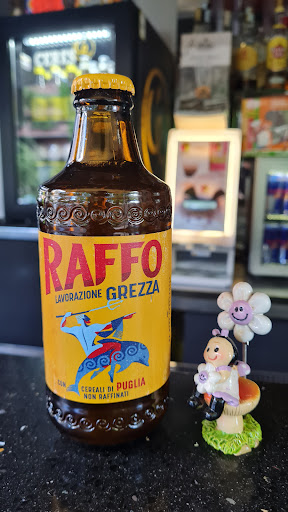 RAFFO
LAVORAZIONE GREZZA
CON CEREALI DI PUGLIA
NON RAFFINATI